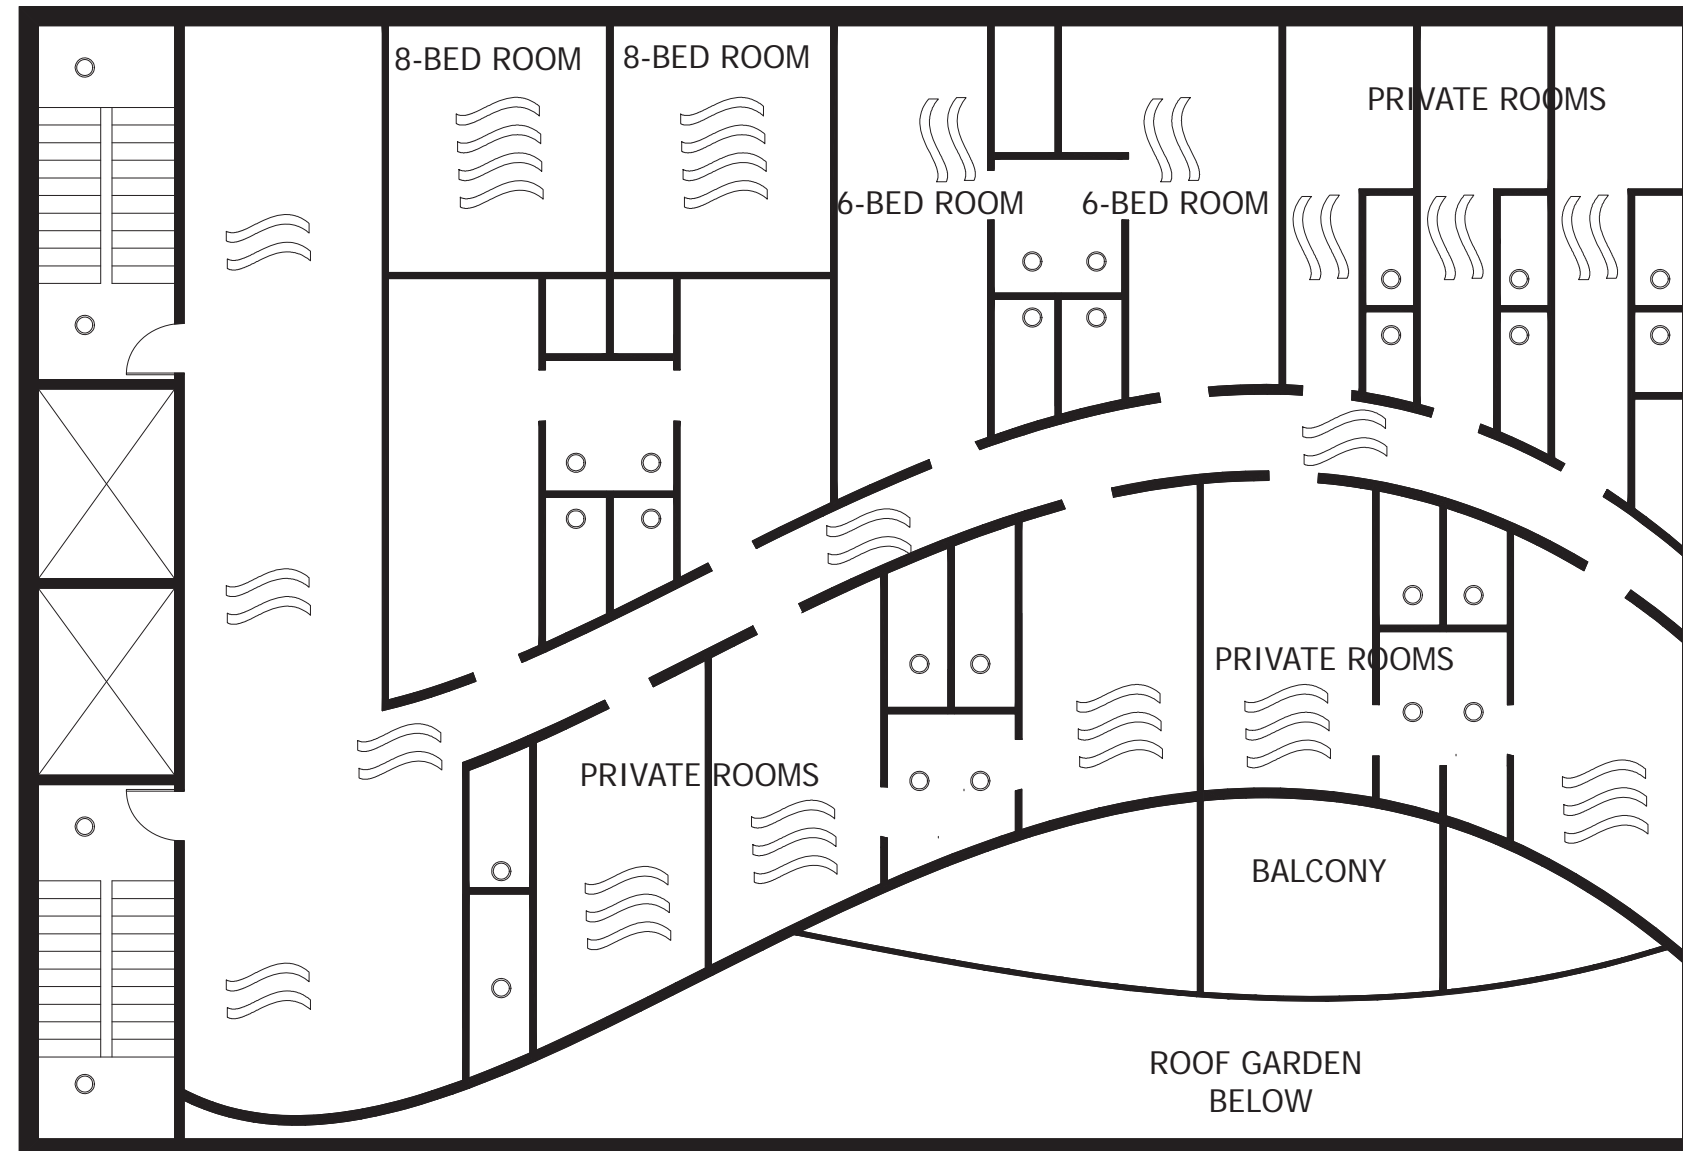 8-BED ROOM
8-BED ROOM
PRIVATE ROOMS
6-BED ROOM
6-BED ROOM
PRIVATE ROOMS
PRIVATE ROOMS
BALCONY
ROOF GARDEN
BELOW